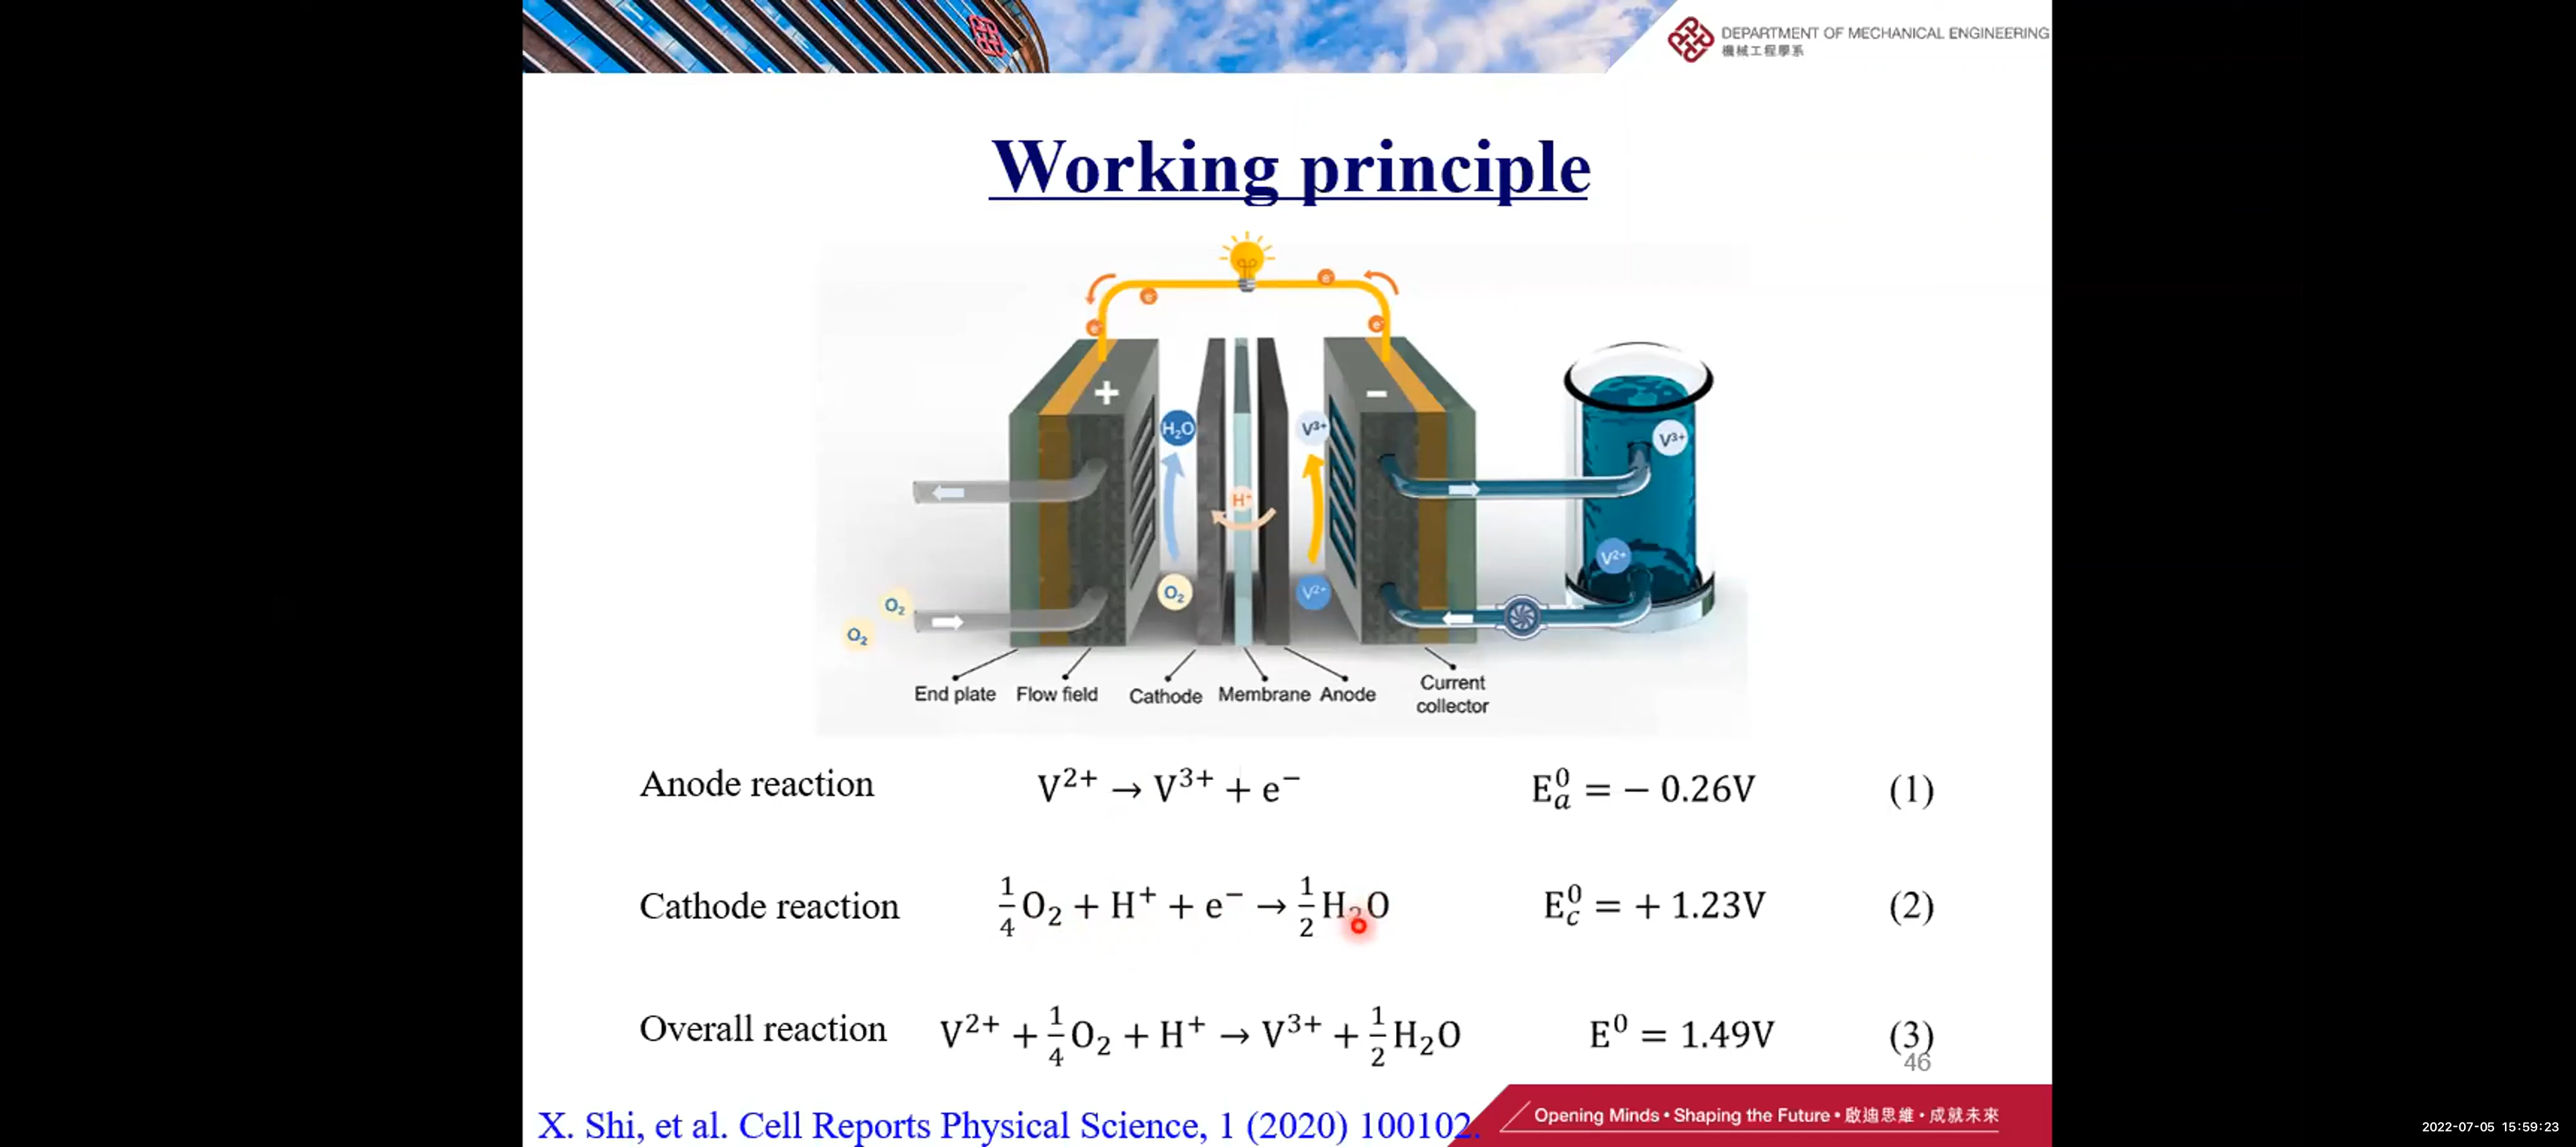 DEPARTMENT OF MECHANICAL ENGINEERING
機械工程學系
Working principle
e⁻
e⁻
e⁻
e⁻
+
−
H₂O
V³⁺
V³⁺
H⁺
V²⁺
O₂
V²⁺
O₂
O₂
End plate
Flow field
Cathode
Membrane
Anode
Current
collector
Anode reaction V²⁺ → V³⁺ + e⁻ E⁰ₐ = − 0.26V (1)
Cathode reaction 1/4 O₂ + H⁺ + e⁻ → 1/2 H₂O E⁰c = + 1.23V (2)
Overall reaction V²⁺ + 1/4 O₂ + H⁺ → V³⁺ + 1/2 H₂O E⁰ = 1.49V (3)
46
X. Shi, et al. Cell Reports Physical Science, 1 (2020) 100102.
Opening Minds • Shaping the Future • 啟迪思維 • 成就未來
2022-07-05 15:59:23